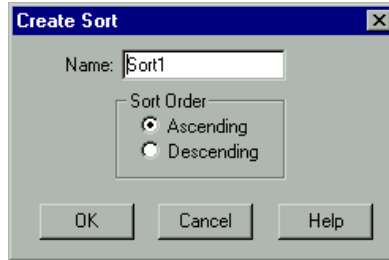 Create Sort
Name: Sort1
Sort Order
Ascending
Descending
OK Cancel Help